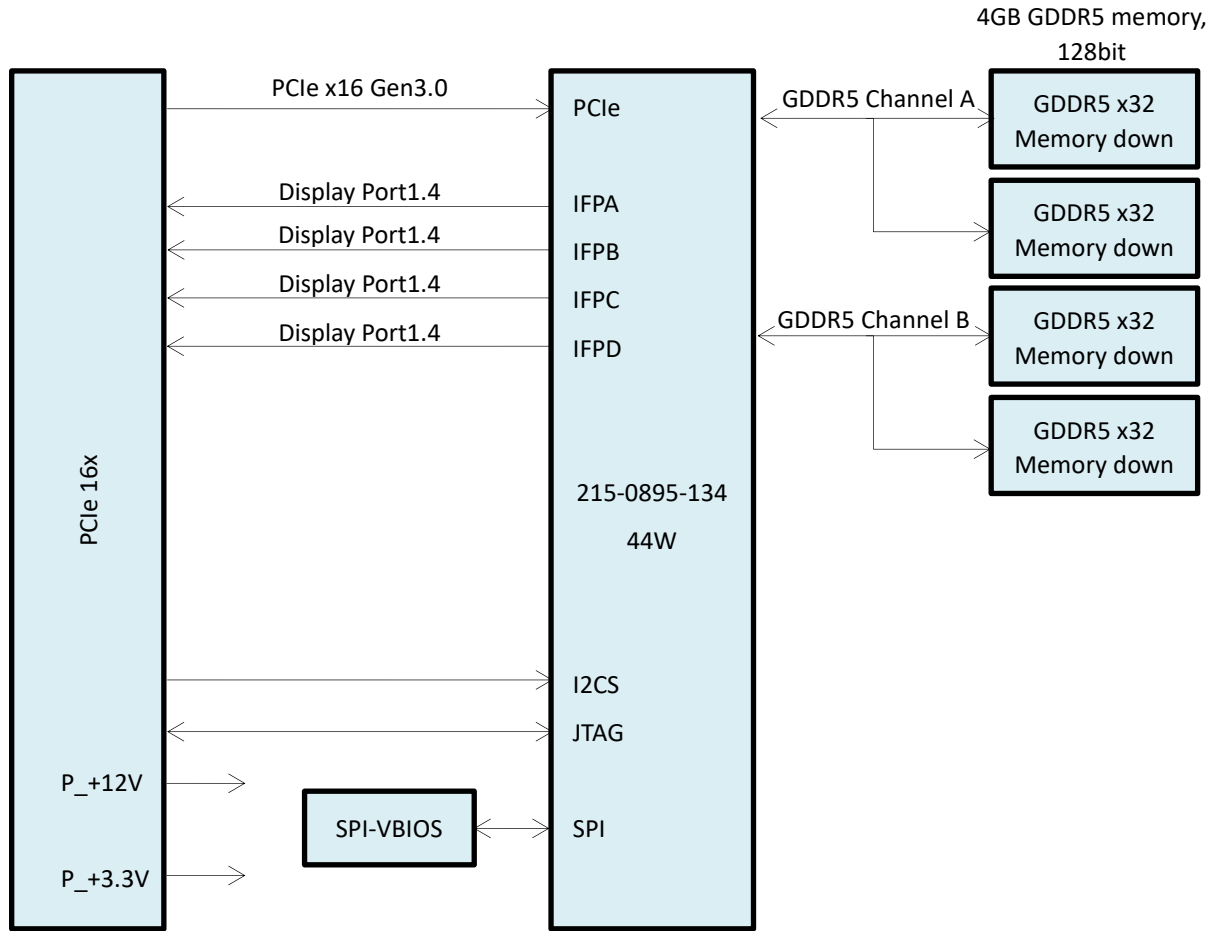 4GB GDDR5 memory,
128bit
PCIe x16 Gen3.0
PCIe
GDDR5 Channel A
GDDR5 x32
Memory down
Display Port1.4
IFPA
GDDR5 x32
Memory down
Display Port1.4
IFPB
Display Port1.4
IFPC
GDDR5 Channel B
GDDR5 x32
Memory down
Display Port1.4
IFPD
GDDR5 x32
Memory down
PCIe 16x
215-0895-134
44W
I2CS
JTAG
P_+12V
SPI-VBIOS
SPI
P_+3.3V